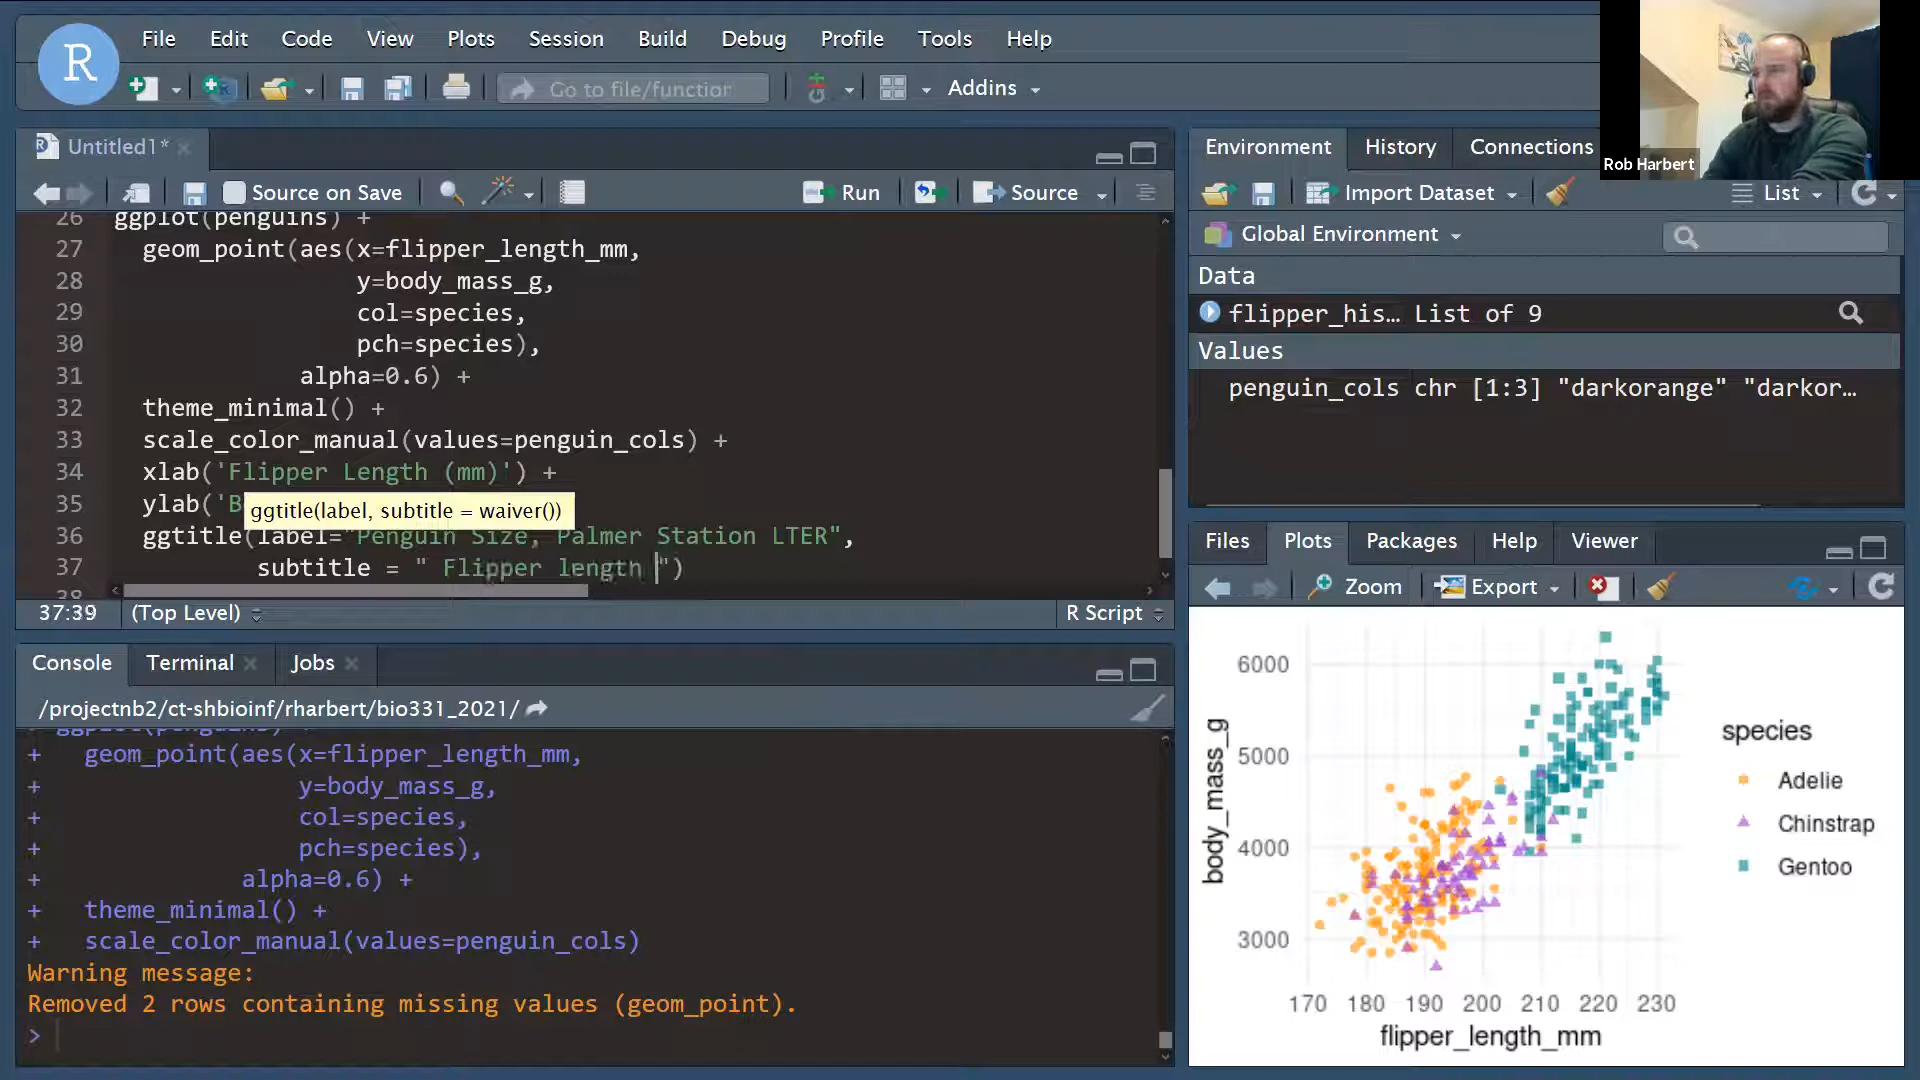 R File Edit Code View Plots Session Build Debug Profile Tools Help
Go to file/function Addins
Rob Harbert
Untitled1*
Source on Save Run Source
26 ggplot(penguins) +
27 geom_point(aes(x=flipper_length_mm,
28 y=body_mass_g,
29 col=species,
30 pch=species),
31 alpha=0.6) +
32 theme_minimal() +
33 scale_color_manual(values=penguin_cols) +
34 xlab('Flipper Length (mm)') +
35 ylab('B
ggtitle(label, subtitle = waiver())
36 ggtitle(label="Penguin Size, Palmer Station LTER",
37 subtitle = " Flipper length ")
38
37:39 (Top Level) R Script
Console Terminal Jobs
/projectnb2/ct-shbioinf/rharbert/bio331_2021/
ggplot(penguins) +
+ geom_point(aes(x=flipper_length_mm,
+ y=body_mass_g,
+ col=species,
+ pch=species),
+ alpha=0.6) +
+ theme_minimal() +
+ scale_color_manual(values=penguin_cols)
Warning message:
Removed 2 rows containing missing values (geom_point).
>
Environment History Connections
Import Dataset List
Global Environment
Data
flipper_his… List of 9
Values
penguin_cols chr [1:3] "darkorange" "darkor…
Files Plots Packages Help Viewer
Zoom Export
6000
5000
4000
3000
body_mass_g
170 180 190 200 210 220 230
flipper_length_mm
species
Adelie
Chinstrap
Gentoo